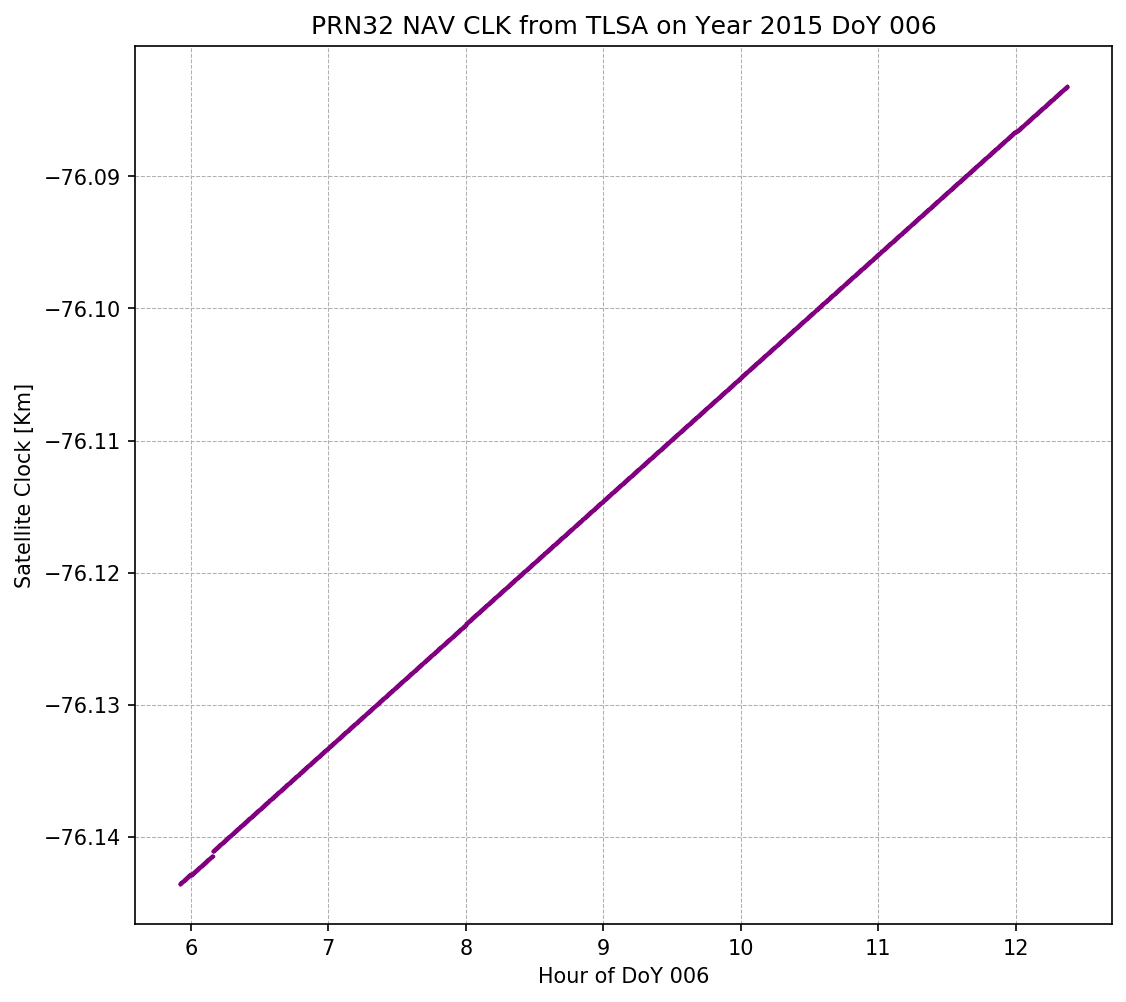 PRN32 NAV CLK from TLSA on Year 2015 DoY 006
Satellite Clock [Km]
−76.09
−76.10
−76.11
−76.12
−76.13
−76.14
6 7 8 9 10 11 12
Hour of DoY 006